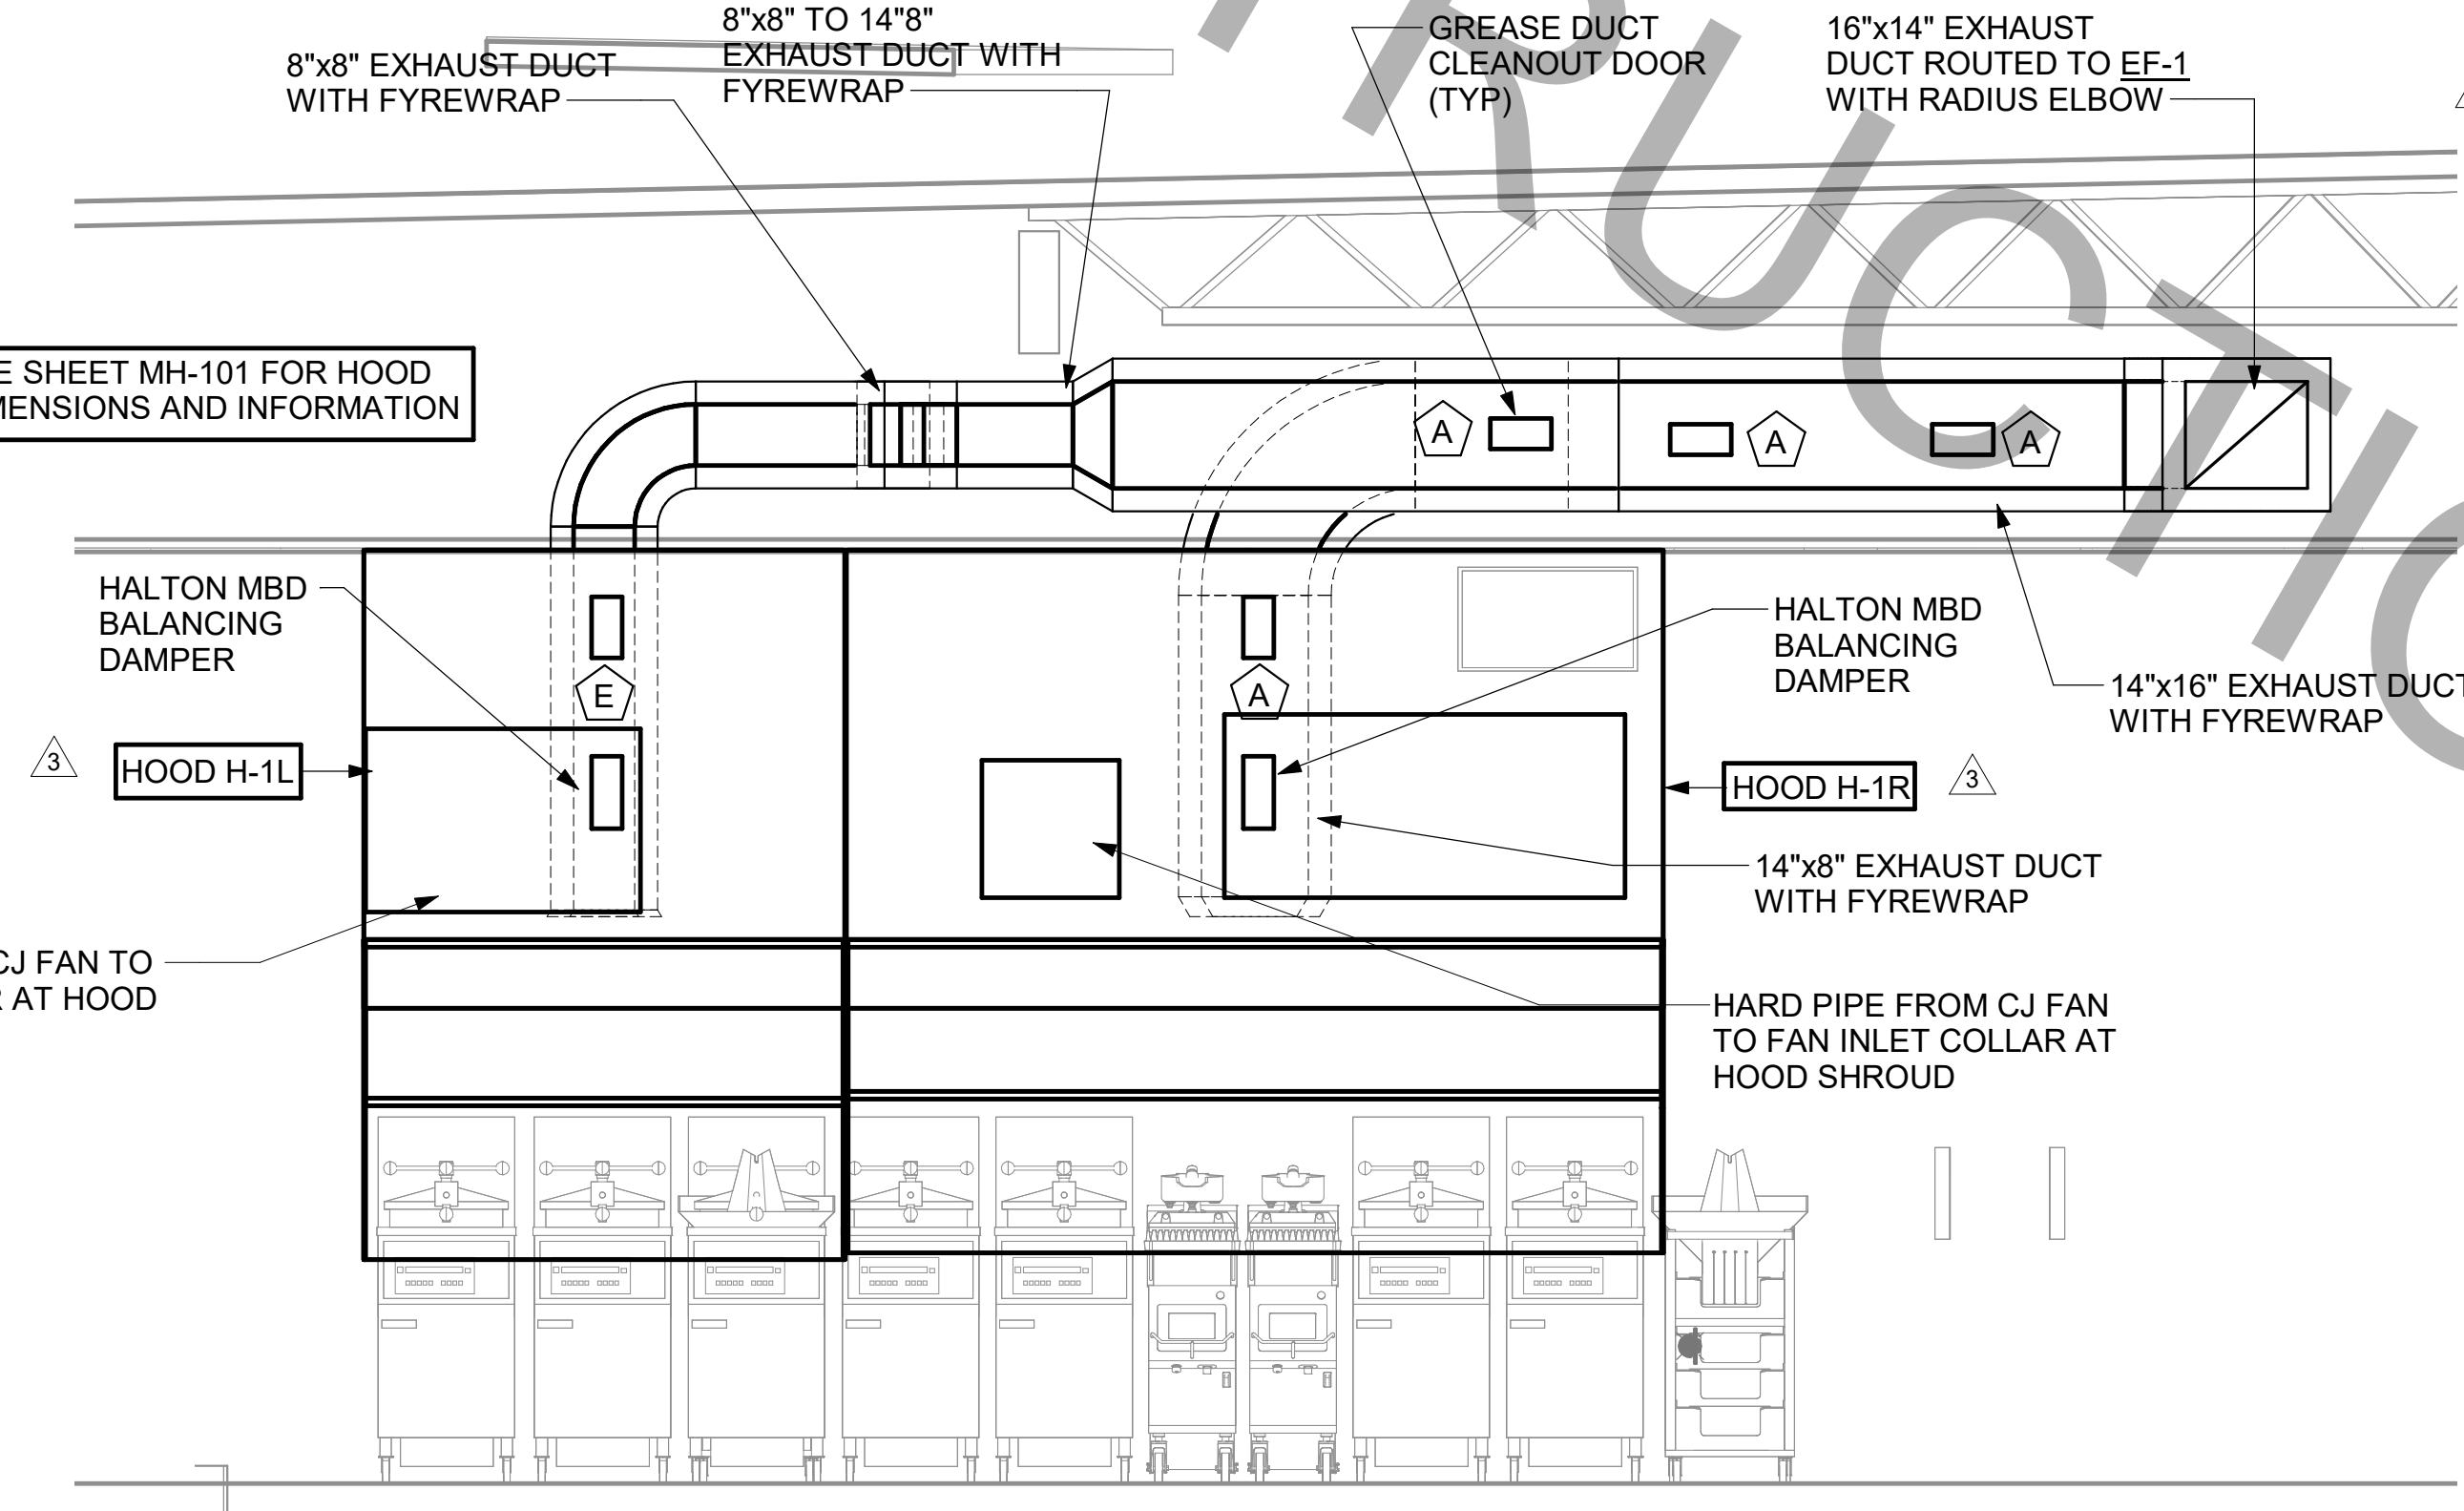 8"x8" EXHAUST DUCT
WITH FYREWRAP
8"x8" TO 14"8"
EXHAUST DUCT WITH
FYREWRAP
GREASE DUCT
CLEANOUT DOOR
(TYP)
16"x14" EXHAUST
DUCT ROUTED TO EF-1
WITH RADIUS ELBOW
RUCTIO
E SHEET MH-101 FOR HOOD
MENSIONS AND INFORMATION
A
A
A
HALTON MBD
BALANCING
DAMPER
E
A
HALTON MBD
BALANCING
DAMPER
14"x16" EXHAUST DUCT
WITH FYREWRAP
3
HOOD H-1L
HOOD H-1R
3
14"x8" EXHAUST DUCT
WITH FYREWRAP
CJ FAN TO
R AT HOOD
HARD PIPE FROM CJ FAN
TO FAN INLET COLLAR AT
HOOD SHROUD